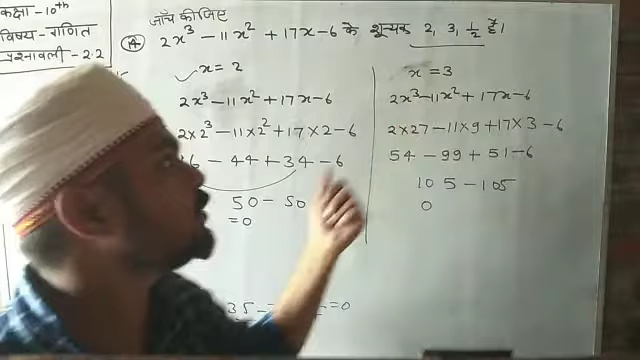 कक्षा - 10th
विषय - गणित
प्रश्नावली - 2.2
जाँच कीजिए
2x³ - 11x² + 17x - 6 के शून्यक 2, 3, 1/2 हैं।
✓ x = 2
2x³ - 11x² + 17x - 6
2×2³ - 11×2² + 17×2 - 6
- 44 + 34 - 6
50 - 50
= 0
x = 3
2x³ - 11x² + 17x - 6
2×27 - 11×9 + 17×3 - 6
54 - 99 + 51 - 6
105 - 105
0
35 - = 0